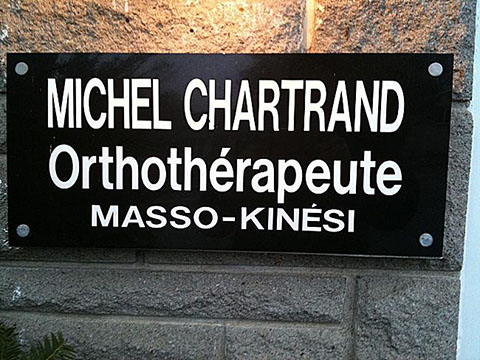 MICHEL CHARTRAND
Orthothérapeute
MASSO-KINÉSI